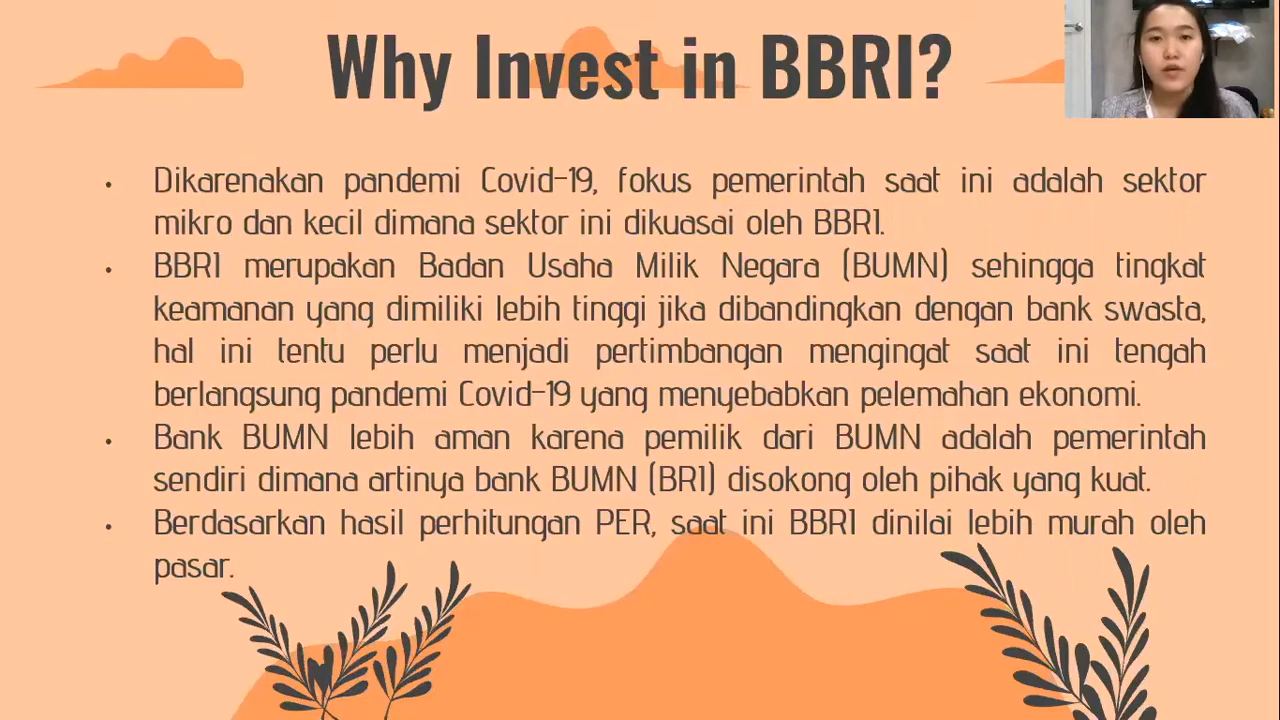 Why Invest in BBRI?
• Dikarenakan pandemi Covid-19, fokus pemerintah saat ini adalah sektor
mikro dan kecil dimana sektor ini dikuasai oleh BBRI.
• BBRI merupakan Badan Usaha Milik Negara (BUMN) sehingga tingkat
keamanan yang dimiliki lebih tinggi jika dibandingkan dengan bank swasta,
hal ini tentu perlu menjadi pertimbangan mengingat saat ini tengah
berlangsung pandemi Covid-19 yang menyebabkan pelemahan ekonomi.
• Bank BUMN lebih aman karena pemilik dari BUMN adalah pemerintah
sendiri dimana artinya bank BUMN (BRI) disokong oleh pihak yang kuat.
• Berdasarkan hasil perhitungan PER, saat ini BBRI dinilai lebih murah oleh
pasar.